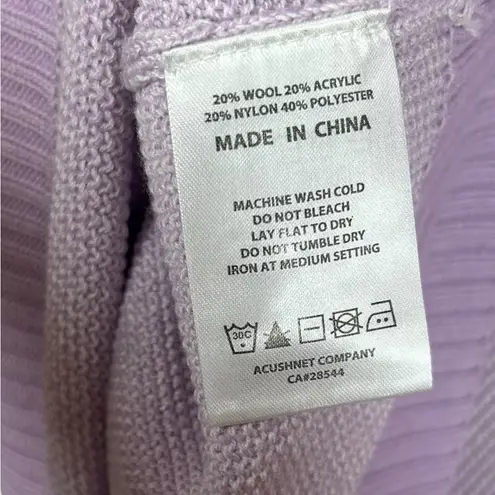 20% WOOL 20% ACRYLIC
20% NYLON 40% POLYESTER
MADE IN CHINA
MACHINE WASH COLD
DO NOT BLEACH
LAY FLAT TO DRY
DO NOT TUMBLE DRY
IRON AT MEDIUM SETTING
30C
ACUSHNET COMPANY
CA#28544